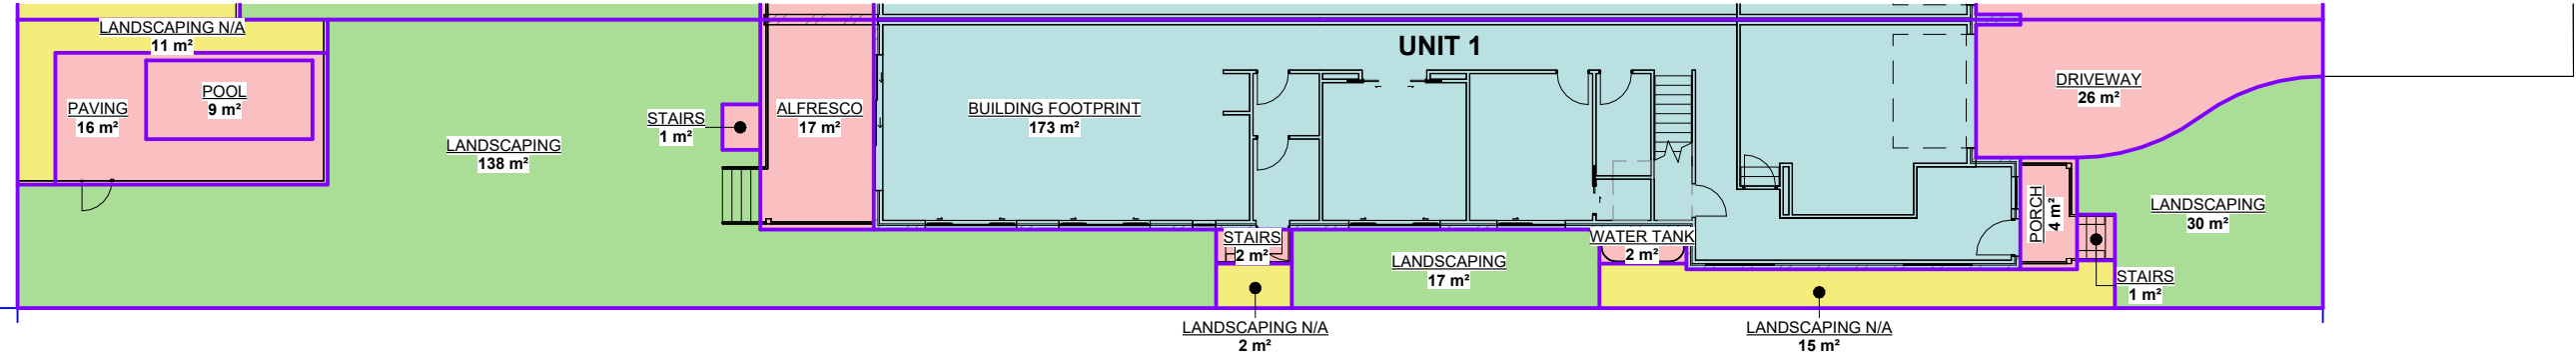 LANDSCAPING N/A
11 m²
UNIT 1
PAVING
16 m²
POOL
9 m²
STAIRS
1 m²
ALFRESCO
17 m²
BUILDING FOOTPRINT
173 m²
DRIVEWAY
26 m²
LANDSCAPING
138 m²
PORCH
4 m²
LANDSCAPING
30 m²
STAIRS
2 m²
LANDSCAPING
17 m²
WATER TANK
2 m²
STAIRS
1 m²
LANDSCAPING N/A
2 m²
LANDSCAPING N/A
15 m²